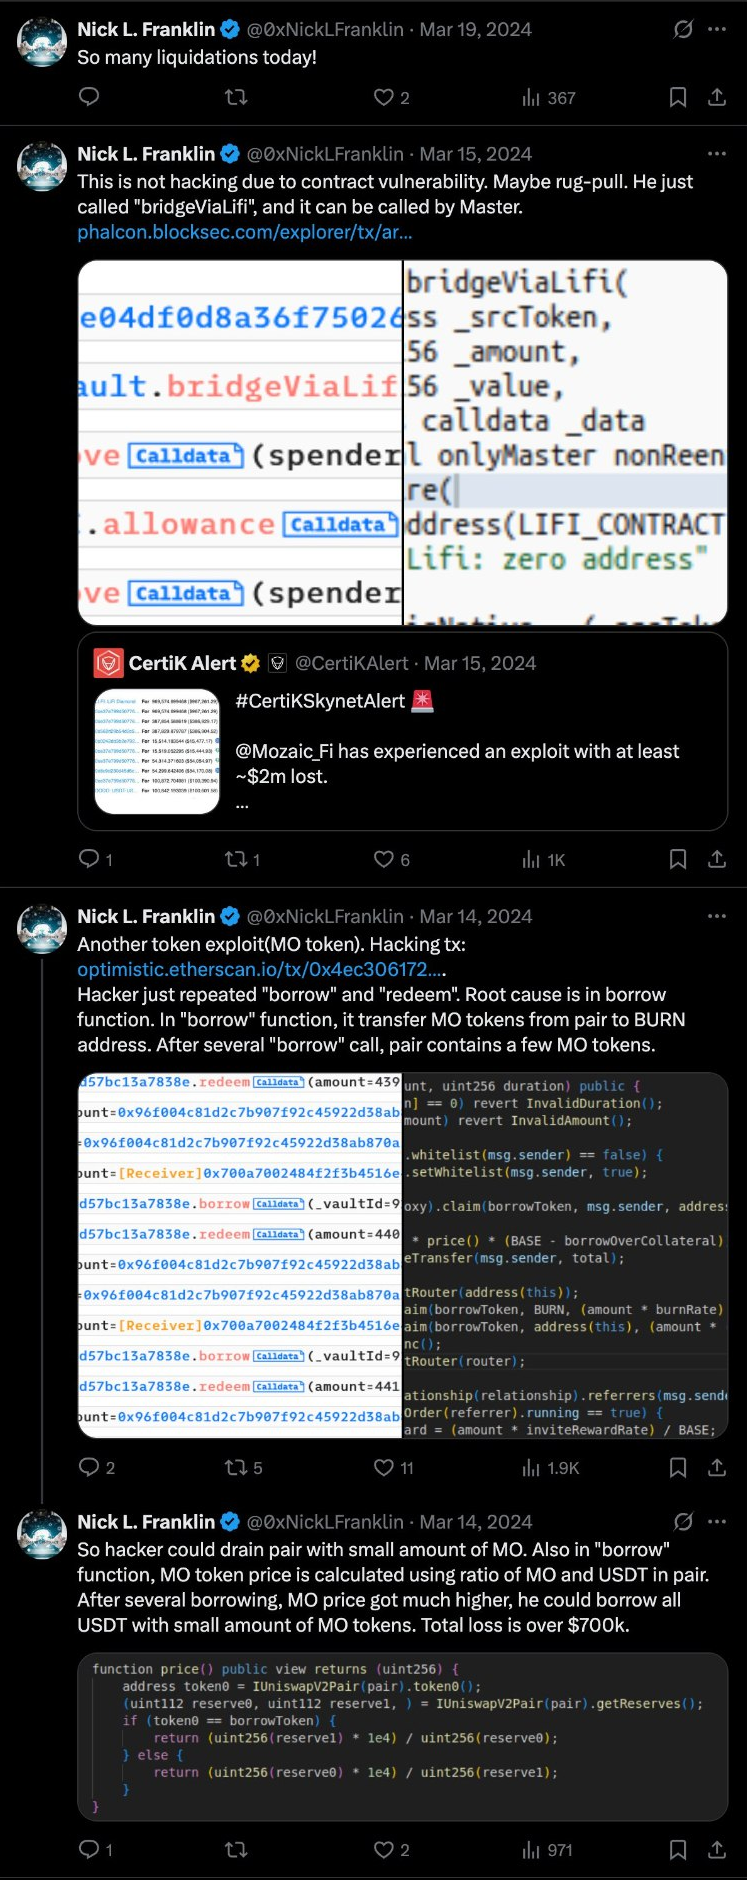 Nick L. Franklin @0xNickLFranklin · Mar 19, 2024
So many liquidations today!
2 367
Nick L. Franklin @0xNickLFranklin · Mar 15, 2024
This is not hacking due to contract vulnerability. Maybe rug-pull. He just
called "bridgeViaLifi", and it can be called by Master.
phalcon.blocksec.com/explorer/tx/ar...
e04df0d8a36f75026
ault.bridgeViaLif
ve Calldata (spender
.allowance Calldata
ve Calldata (spender
bridgeViaLifi(
ss _srcToken,
56 _amount,
56 _value,
calldata _data
l onlyMaster nonReen
re(
ddress(LIFI_CONTRACT
Lifi: zero address"
CertiK Alert @CertiKAlert · Mar 15, 2024
#CertiKSkynetAlert 🚨
@Mozaic_Fi has experienced an exploit with at least
~$2m lost.
...
1 1 6 1K
Nick L. Franklin @0xNickLFranklin · Mar 14, 2024
Another token exploit(MO token). Hacking tx:
optimistic.etherscan.io/tx/0x4ec306172....
Hacker just repeated "borrow" and "redeem". Root cause is in borrow
function. In "borrow" function, it transfer MO tokens from pair to BURN
address. After several "borrow" call, pair contains a few MO tokens.
d57bc13a7838e.redeem Calldata (amount=439
ount=0x96f004c81d2c7b907f92c45922d38ab
=0x96f004c81d2c7b907f92c45922d38ab870a
ount=[Receiver]0x700a7002484f2f3b4516e
d57bc13a7838e.borrow Calldata (_vaultId=9
d57bc13a7838e.redeem Calldata (amount=440
ount=0x96f004c81d2c7b907f92c45922d38ab
=0x96f004c81d2c7b907f92c45922d38ab870a
ount=[Receiver]0x700a7002484f2f3b4516e
d57bc13a7838e.borrow Calldata (_vaultId=9
d57bc13a7838e.redeem Calldata (amount=441
ount=0x96f004c81d2c7b907f92c45922d38ab
unt, uint256 duration) public {
n] == 0) revert InvalidDuration();
mount) revert InvalidAmount();
.whitelist(msg.sender) == false) {
.setWhitelist(msg.sender, true);
oxy).claim(borrowToken, msg.sender, address
* price() * (BASE - borrowOverCollateral)
eTransfer(msg.sender, total);
tRouter(address(this));
aim(borrowToken, BURN, (amount * burnRate)
aim(borrowToken, address(this), (amount *
nc();
tRouter(router);
ationship(relationship).referrers(msg.sende
Order(referrer).running == true) {
ard = (amount * inviteRewardRate) / BASE;
2 5 11 1.9K
Nick L. Franklin @0xNickLFranklin · Mar 14, 2024
So hacker could drain pair with small amount of MO. Also in "borrow"
function, MO token price is calculated using ratio of MO and USDT in pair.
After several borrowing, MO price got much higher, he could borrow all
USDT with small amount of MO tokens. Total loss is over $700k.
function price() public view returns (uint256) {
address token0 = IUniswapV2Pair(pair).token0();
(uint112 reserve0, uint112 reserve1, ) = IUniswapV2Pair(pair).getReserves();
if (token0 == borrowToken) {
return (uint256(reserve1) * 1e4) / uint256(reserve0);
} else {
return (uint256(reserve0) * 1e4) / uint256(reserve1);
}
}
1 2 971